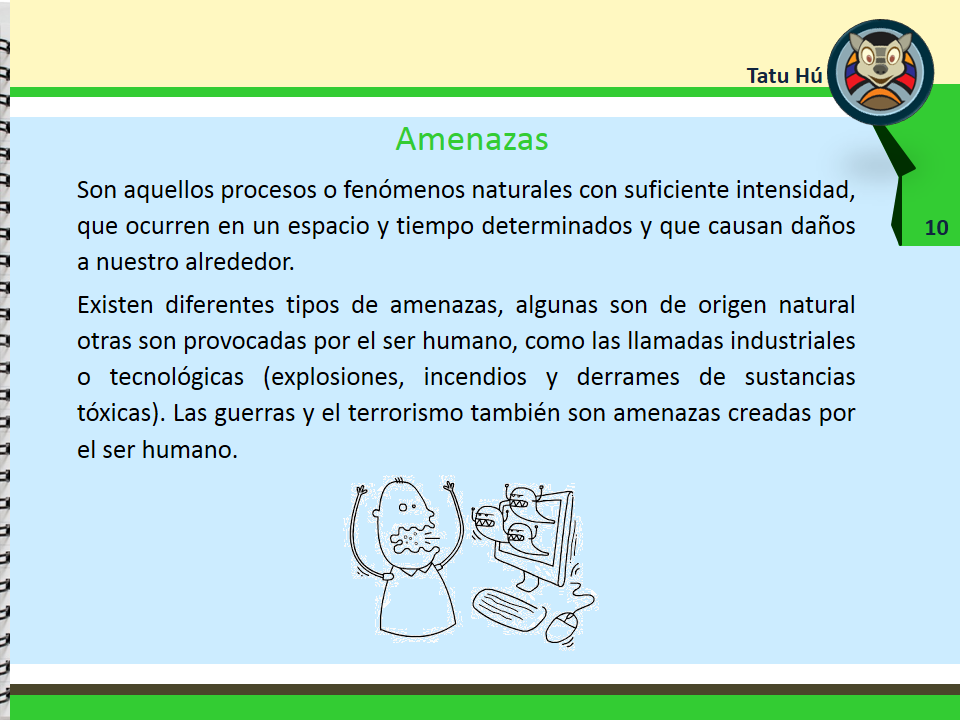 Tatu Hú
Amenazas
Son aquellos procesos o fenómenos naturales con suficiente intensidad,
que ocurren en un espacio y tiempo determinados y que causan daños
a nuestro alrededor.
10
Existen diferentes tipos de amenazas, algunas son de origen natural
otras son provocadas por el ser humano, como las llamadas industriales
o tecnológicas (explosiones, incendios y derrames de sustancias
tóxicas). Las guerras y el terrorismo también son amenazas creadas por
el ser humano.